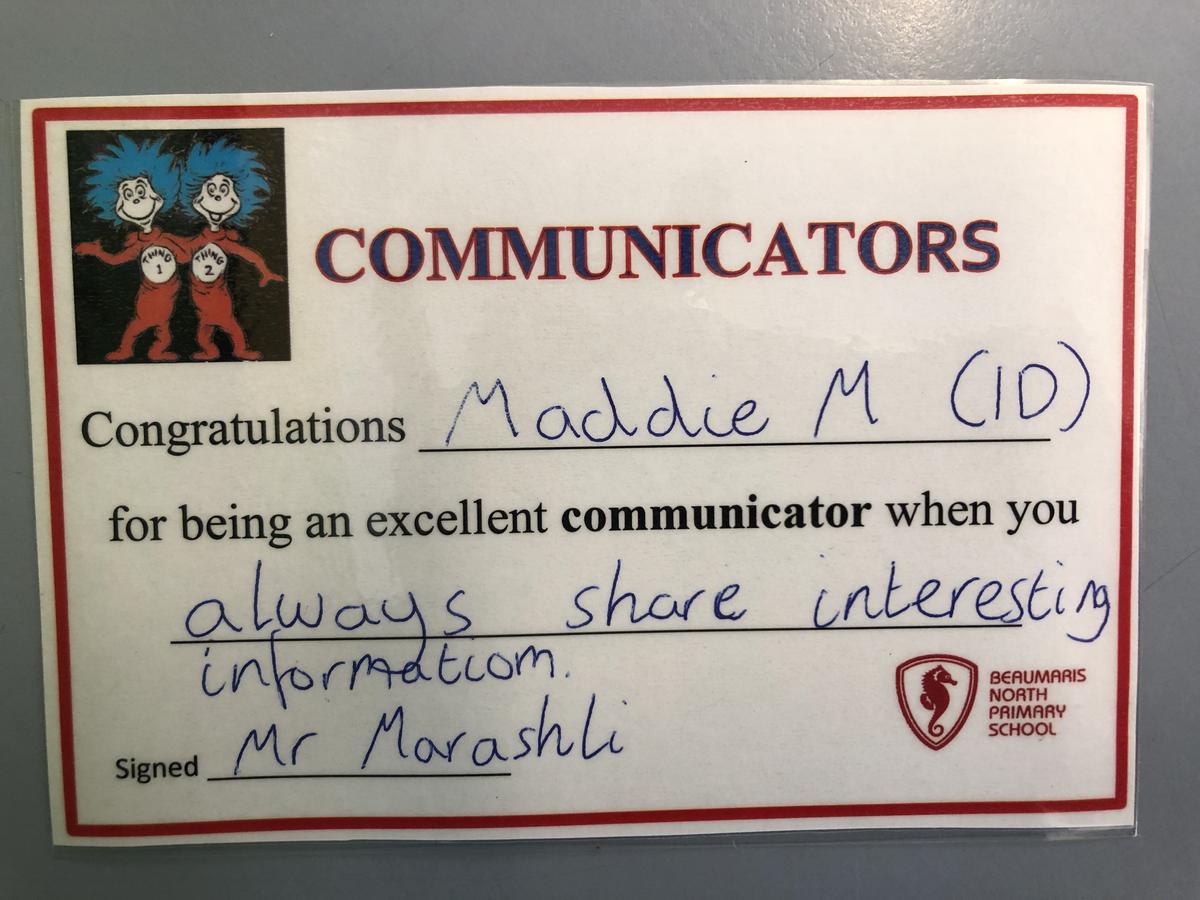 THING 1
THING 2
COMMUNICATORS
Congratulations Maddie M (1D)
for being an excellent communicator when you
always share interesting
information.
Signed Mr Marashli
BEAUMARIS
NORTH
PRIMARY
SCHOOL